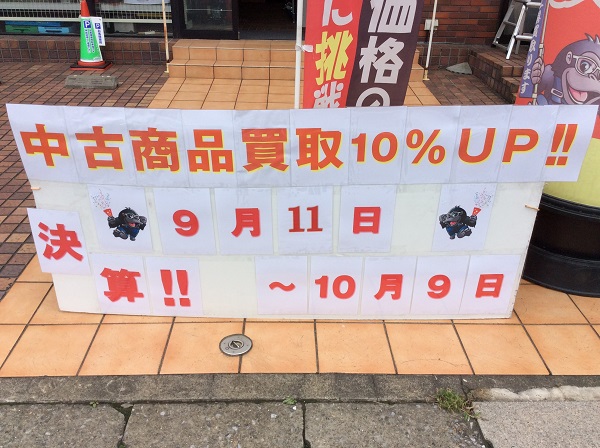 中古商品買取10%UP!!
9月11日
決算!!
～10月9日
に挑戦
価格の